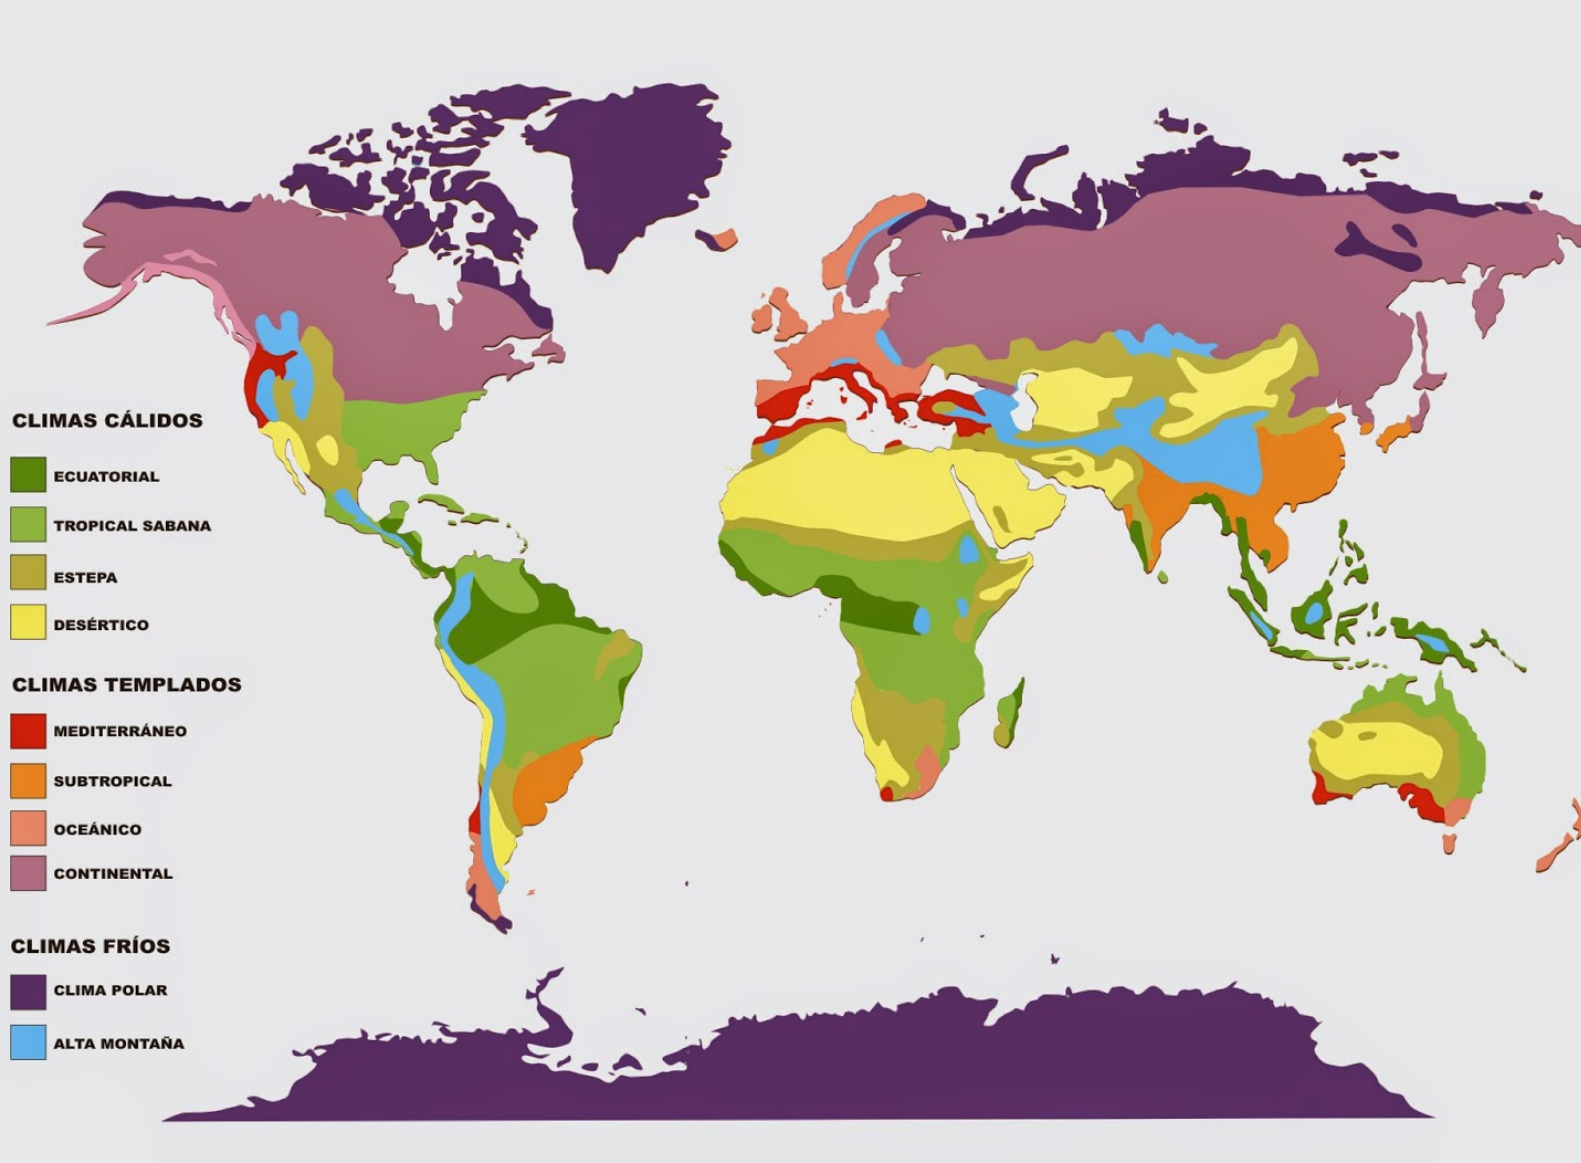 CLIMAS CÁLIDOS
ECUATORIAL
TROPICAL SABANA
ESTEPA
DESÉRTICO
CLIMAS TEMPLADOS
MEDITERRÁNEO
SUBTROPICAL
OCEÁNICO
CONTINENTAL
CLIMAS FRÍOS
CLIMA POLAR
ALTA MONTAÑA